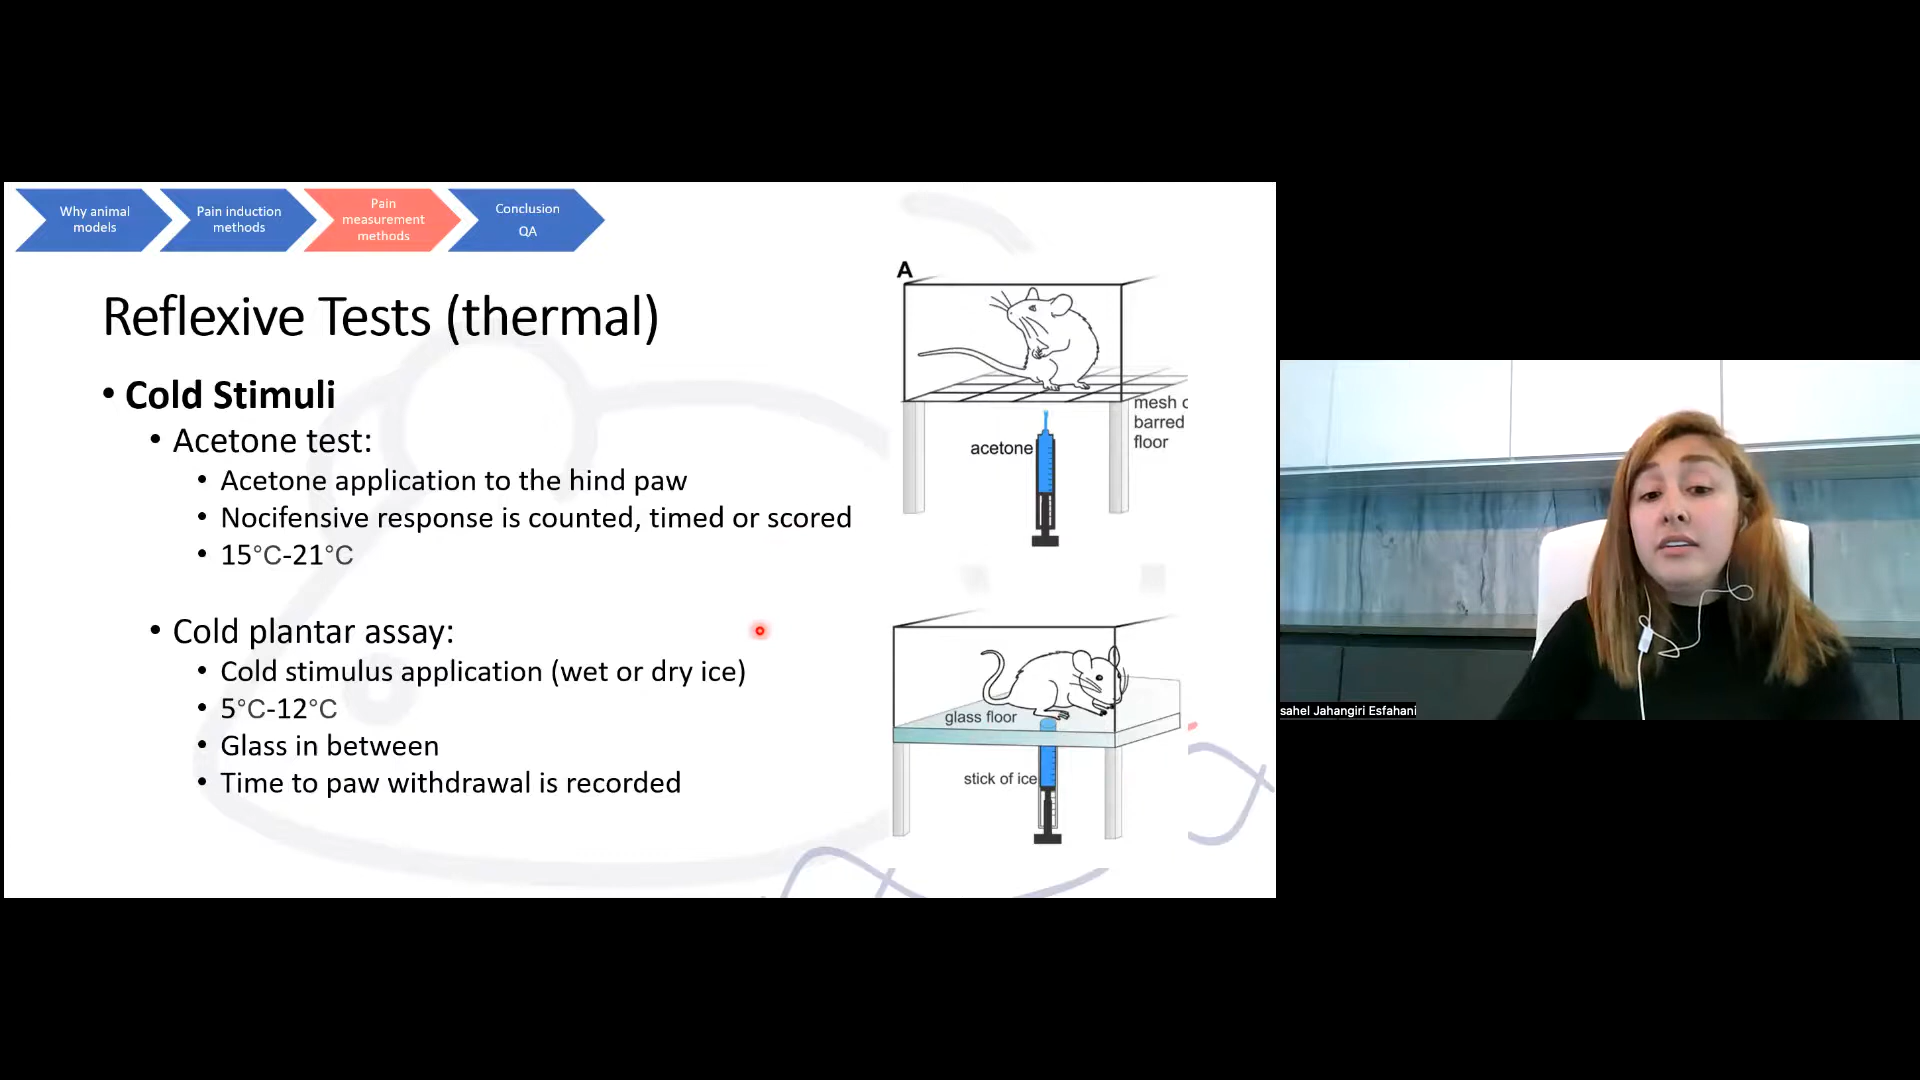 Why animal
models
Pain induction
methods
Pain
measurement
methods
Conclusion
QA
Reflexive Tests (thermal)
• Cold Stimuli
• Acetone test:
• Acetone application to the hind paw
• Nocifensive response is counted, timed or scored
• 15°C-21°C
• Cold plantar assay:
• Cold stimulus application (wet or dry ice)
• 5°C-12°C
• Glass in between
• Time to paw withdrawal is recorded
A
acetone
mesh
barred
floor
glass floor
stick of ice
sahel Jahangiri Esfahani